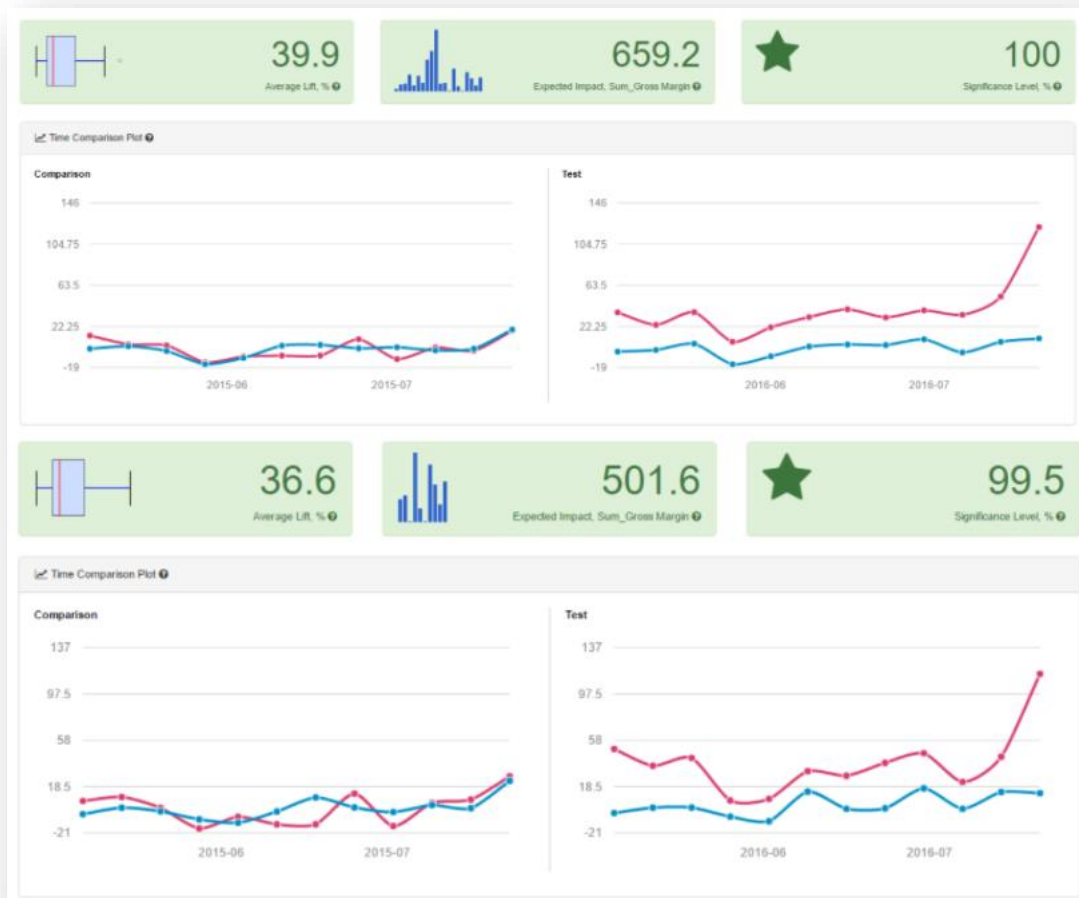 39.9
Average Lift, %
659.2
Expected Impact, Sum_Gross Margin
100
Significance Level, %
Time Comparison Plot
Comparison
146
104.75
63.5
22.25
-19
2015-06 2015-07
Test
146
104.75
63.5
22.25
-19
2016-06 2016-07
36.6
Average Lift, %
501.6
Expected Impact, Sum_Gross Margin
99.5
Significance Level, %
Time Comparison Plot
Comparison
137
97.5
58
18.5
-21
2015-06 2015-07
Test
137
97.5
58
18.5
-21
2016-06 2016-07